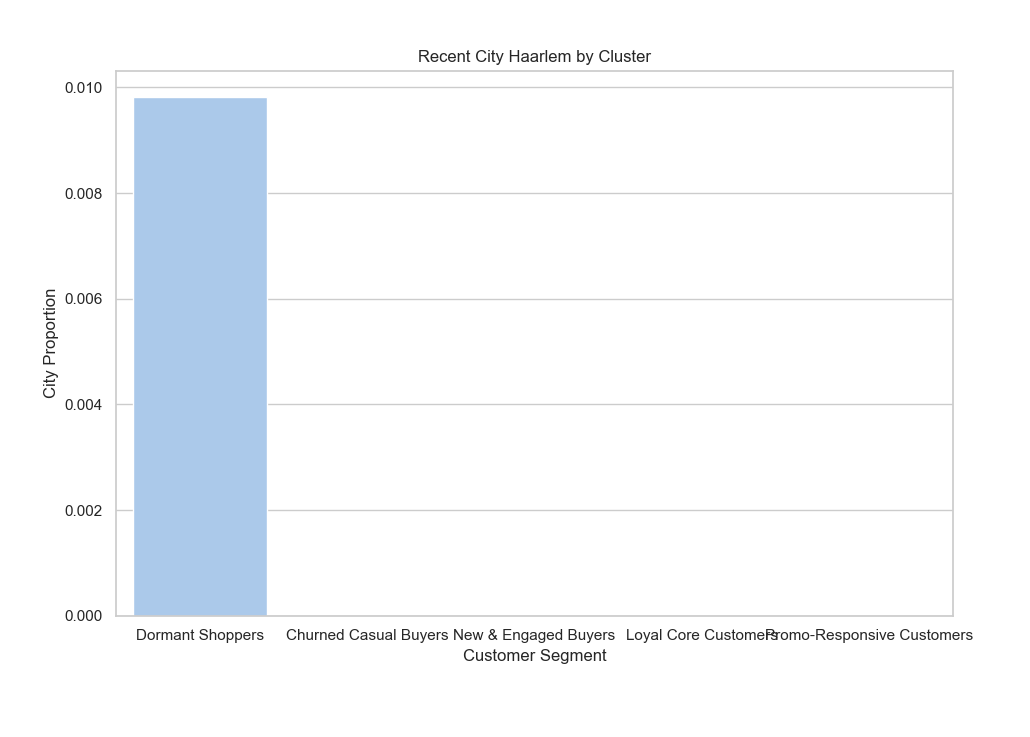 Recent City Haarlem by Cluster
City Proportion
0.010
0.008
0.006
0.004
0.002
0.000
Dormant Shoppers
Churned Casual Buyers
New & Engaged Buyers
Loyal Core Customers
Promo-Responsive Customers
Customer Segment